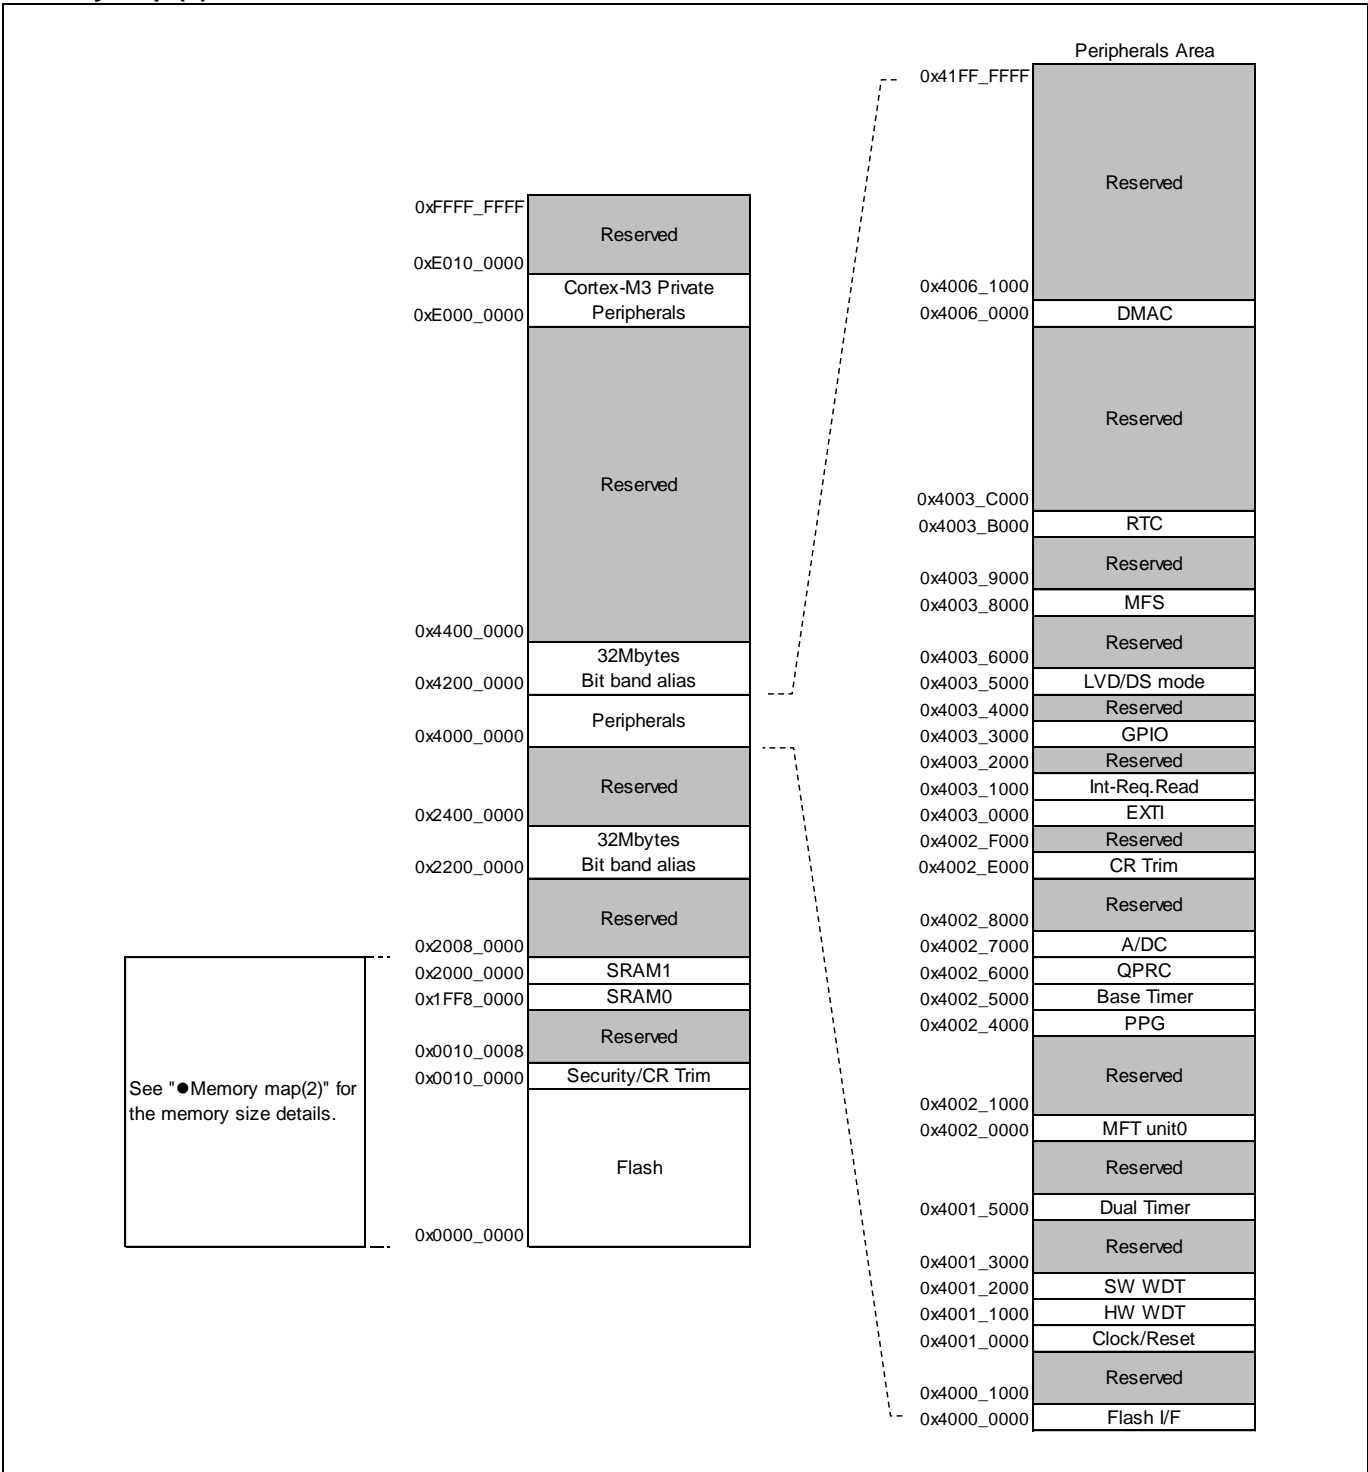 0xFFFF_FFFF
Reserved
0xE010_0000
Cortex-M3 Private
0xE000_0000 Peripherals
Reserved
0x4400_0000
32Mbytes
0x4200_0000 Bit band alias
Peripherals
0x4000_0000
Reserved
0x2400_0000
32Mbytes
0x2200_0000 Bit band alias
Reserved
0x2008_0000
0x2000_0000 SRAM1
0x1FF8_0000 SRAM0
Reserved
0x0010_0008
0x0010_0000 Security/CR Trim
Flash
0x0000_0000
See "●Memory map(2)" for
the memory size details.
Peripherals Area
0x41FF_FFFF
Reserved
0x4006_1000
0x4006_0000 DMAC
Reserved
0x4003_C000
0x4003_B000 RTC
Reserved
0x4003_9000
0x4003_8000 MFS
Reserved
0x4003_6000
0x4003_5000 LVD/DS mode
0x4003_4000 Reserved
0x4003_3000 GPIO
0x4003_2000 Reserved
0x4003_1000 Int-Req.Read
0x4003_0000 EXTI
0x4002_F000 Reserved
0x4002_E000 CR Trim
Reserved
0x4002_8000
0x4002_7000 A/DC
0x4002_6000 QPRC
0x4002_5000 Base Timer
0x4002_4000 PPG
Reserved
0x4002_1000
0x4002_0000 MFT unit0
Reserved
0x4001_5000 Dual Timer
Reserved
0x4001_3000
0x4001_2000 SW WDT
0x4001_1000 HW WDT
0x4001_0000 Clock/Reset
Reserved
0x4000_1000
0x4000_0000 Flash I/F